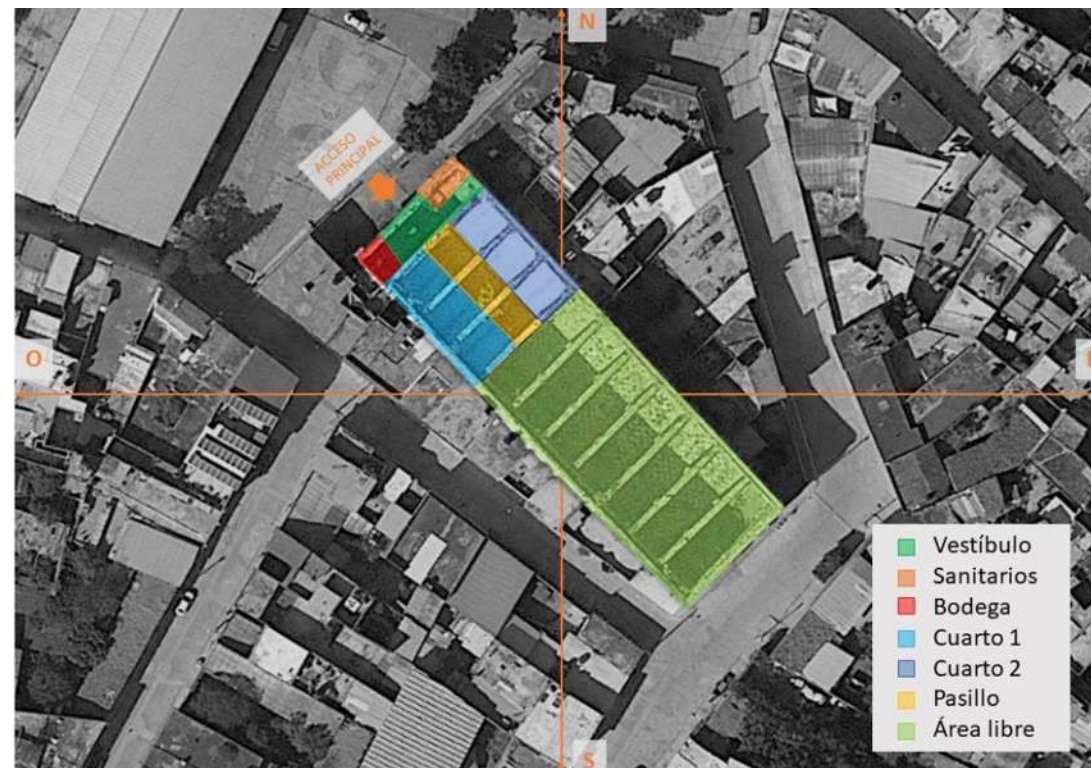 N
ACCESO
PRINCIPAL
O
Vestíbulo
Sanitarios
Bodega
Cuarto 1
Cuarto 2
Pasillo
Área libre
S